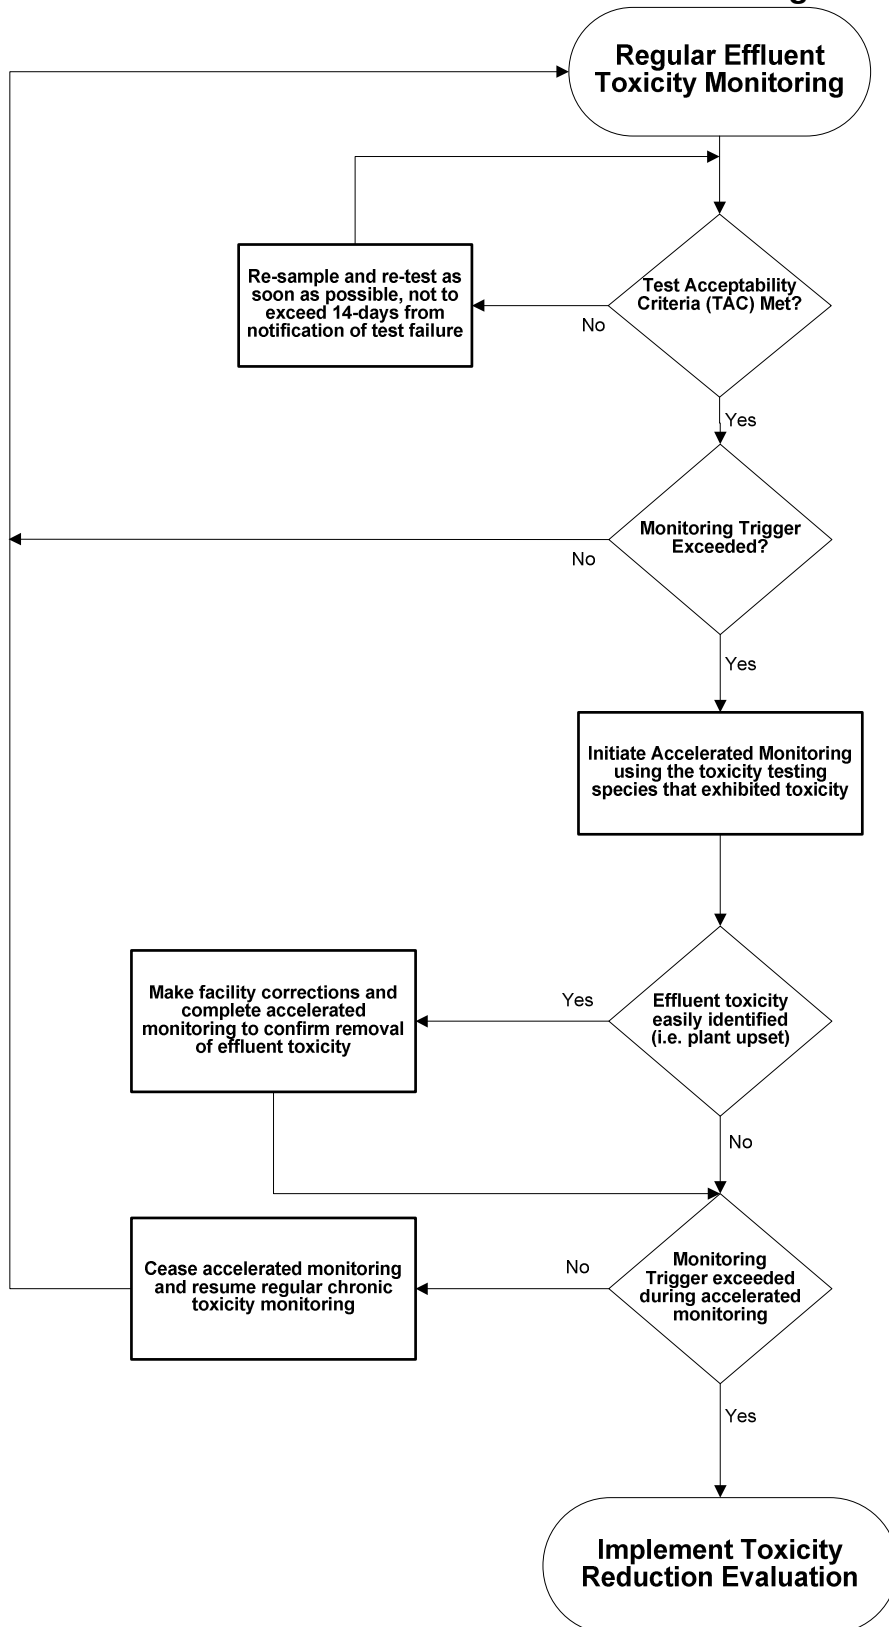 Regular Effluent
Toxicity Monitoring
Re-sample and re-test as
soon as possible, not to
exceed 14-days from
notification of test failure
Test Acceptability
Criteria (TAC) Met?
No
Yes
Monitoring Trigger
Exceeded?
No
Yes
Initiate Accelerated Monitoring
using the toxicity testing
species that exhibited toxicity
Make facility corrections and
complete accelerated
monitoring to confirm removal
of effluent toxicity
Yes
Effluent toxicity
easily identified
(i.e. plant upset)
No
Cease accelerated monitoring
and resume regular chronic
toxicity monitoring
No
Monitoring
Trigger exceeded
during accelerated
monitoring
Yes
Implement Toxicity
Reduction Evaluation